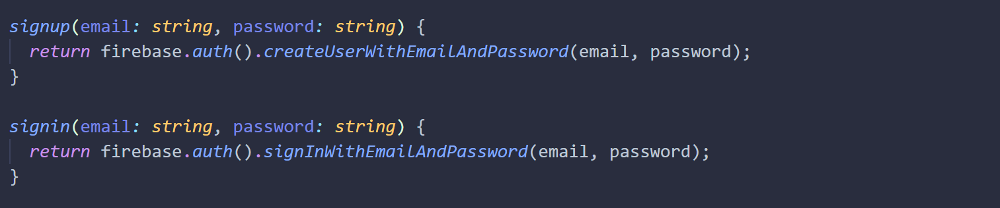 signup(email: string, password: string) {
return firebase.auth().createUserWithEmailAndPassword(email, password);
}
signin(email: string, password: string) {
return firebase.auth().signInWithEmailAndPassword(email, password);
}